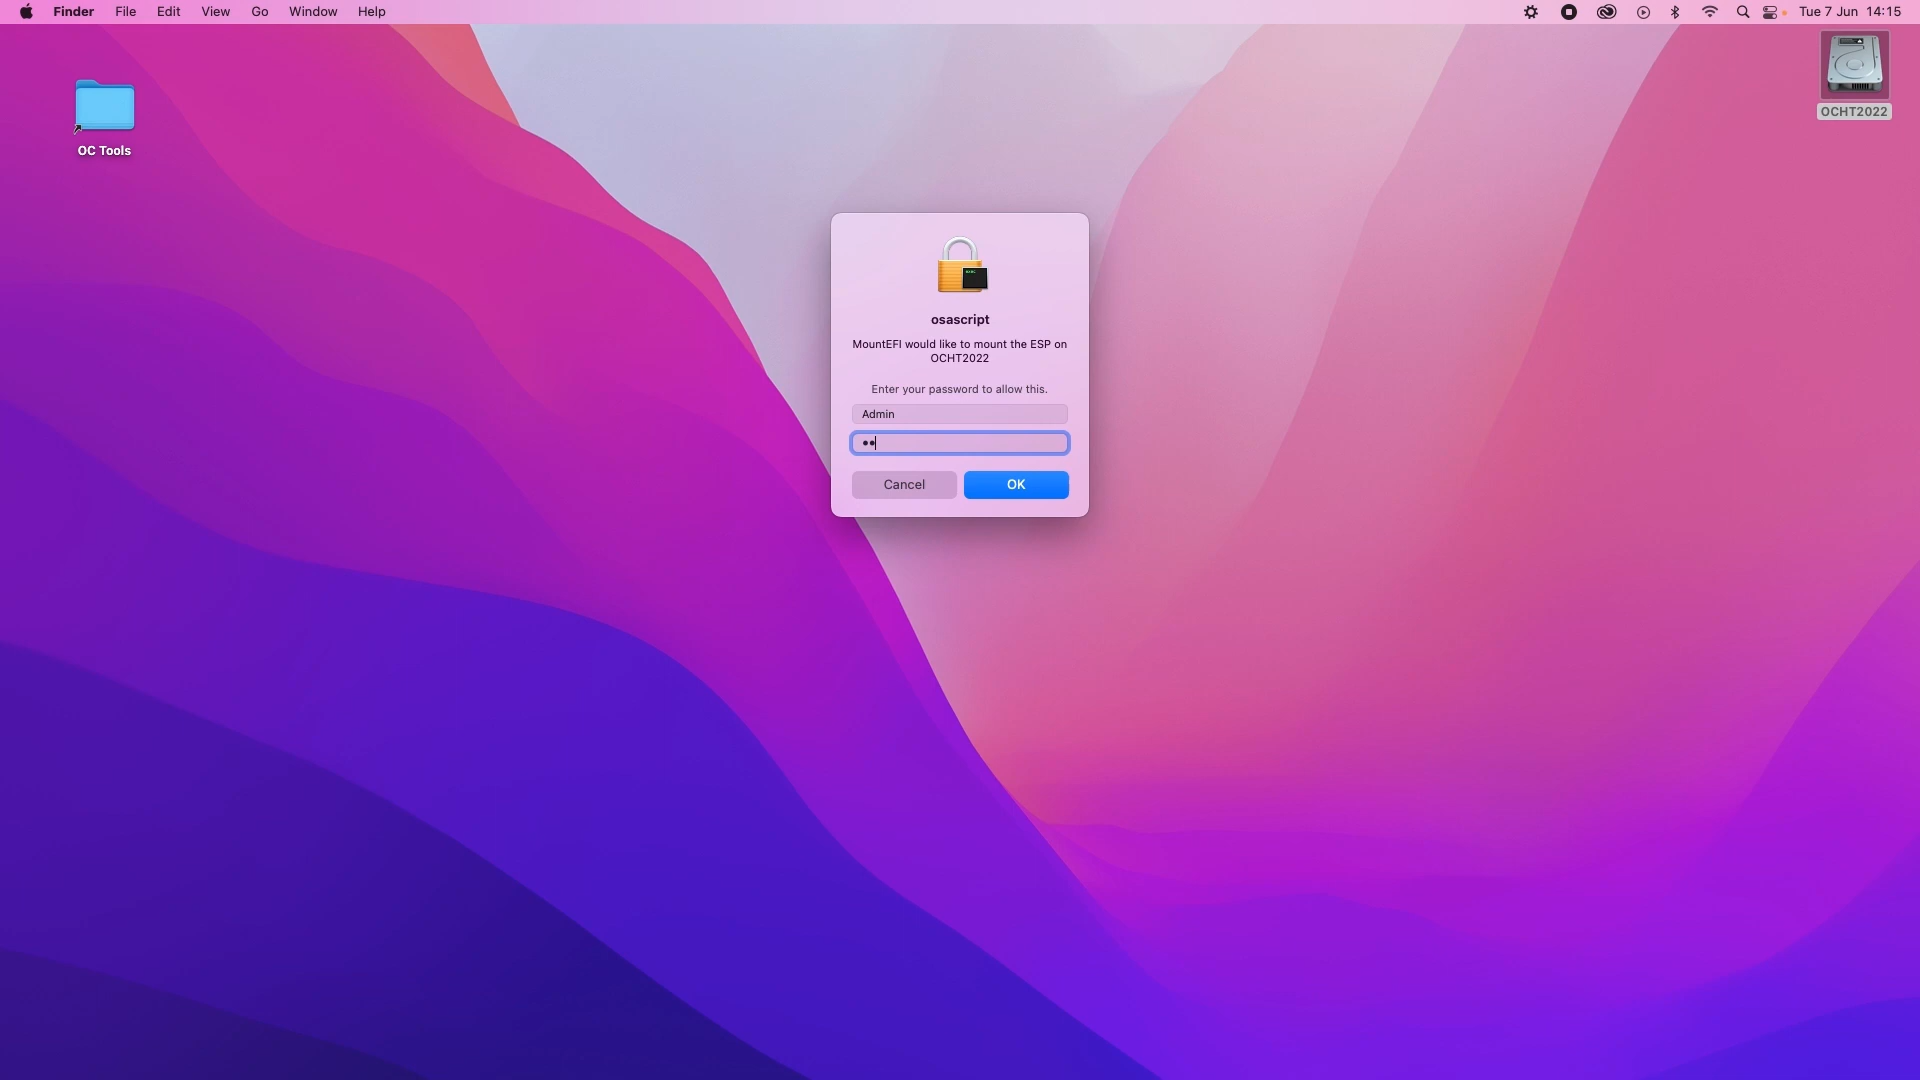 Finder File Edit View Go Window Help
Tue 7 Jun 14:15
OC Tools
OCHT2022
osascript
MountEFI would like to mount the ESP on
OCHT2022
Enter your password to allow this.
Admin
Cancel OK